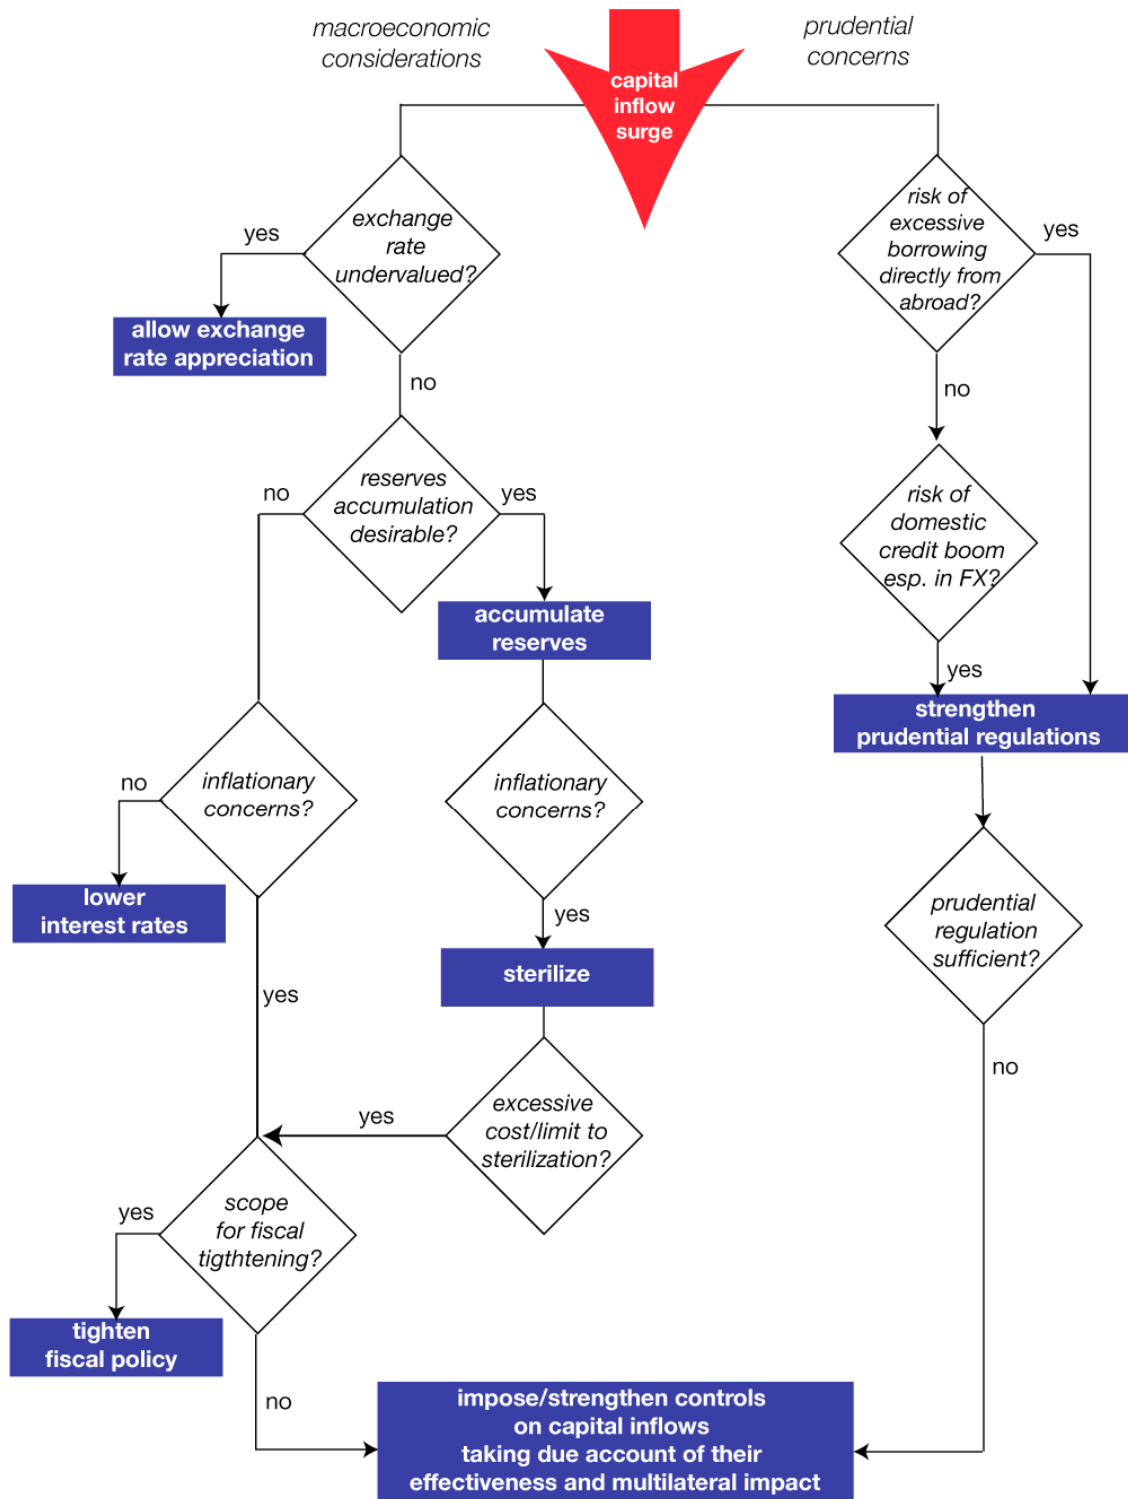 macroeconomic
considerations
prudential
concerns
capital
inflow
surge
exchange
rate
undervalued?
yes
allow exchange
rate appreciation
no
risk of
excessive
borrowing
directly from
abroad?
yes
no
reserves
accumulation
desirable?
no
yes
accumulate
reserves
risk of
domestic
credit boom
esp. in FX?
yes
strengthen
prudential regulations
inflationary
concerns?
no
lower
interest rates
yes
inflationary
concerns?
yes
sterilize
prudential
regulation
sufficient?
no
excessive
cost/limit to
sterilization?
yes
scope
for fiscal
tigthtening?
yes
tighten
fiscal policy
no
impose/strengthen controls
on capital inflows
taking due account of their
effectiveness and multilateral impact